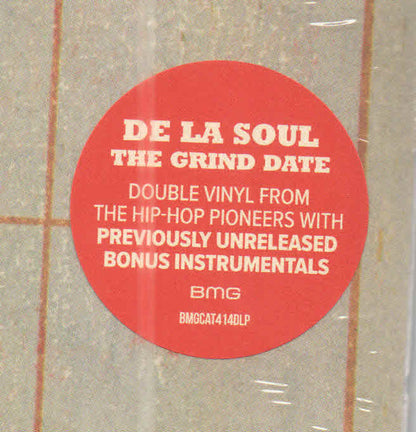 DE LA SOUL
THE GRIND DATE
DOUBLE VINYL FROM
THE HIP-HOP PIONEERS WITH
PREVIOUSLY UNRELEASED
BONUS INSTRUMENTALS
BMG
BMGCAT414DLP